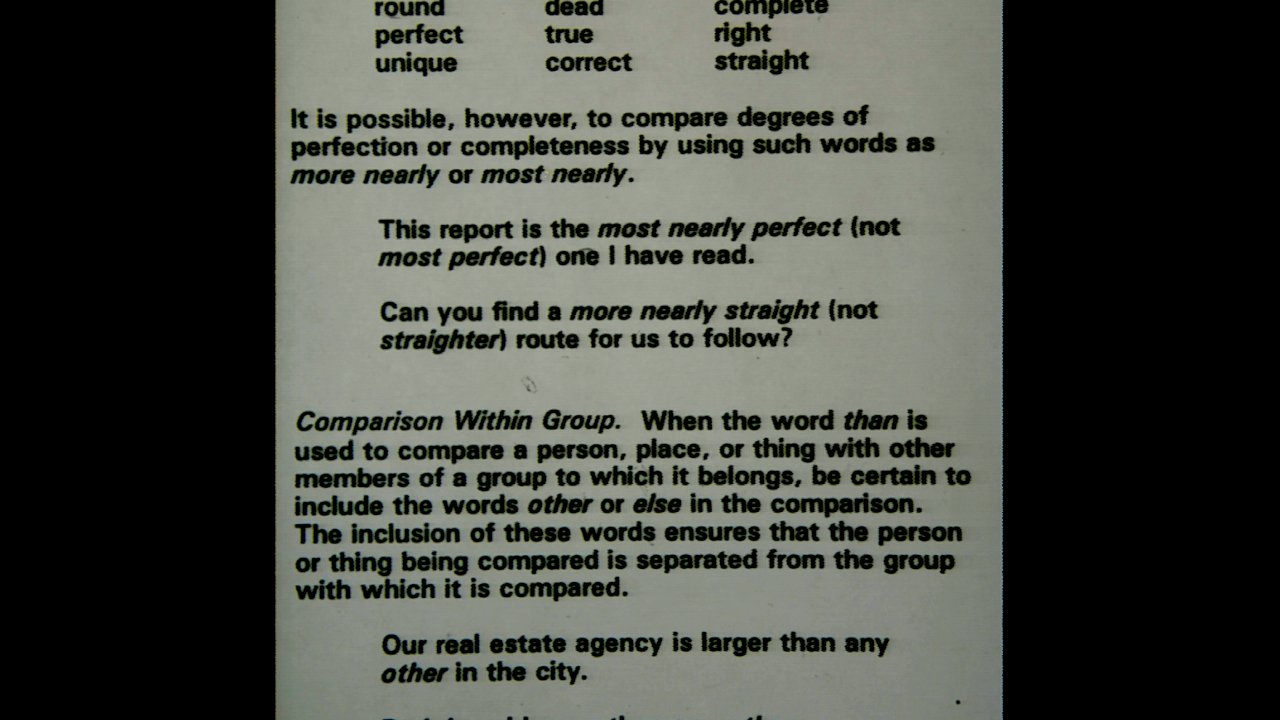 round dead complete
perfect true right
unique correct straight
It is possible, however, to compare degrees of
perfection or completeness by using such words as
more nearly or most nearly.
This report is the most nearly perfect (not
most perfect) one I have read.
Can you find a more nearly straight (not
straighter) route for us to follow?
Comparison Within Group. When the word than is
used to compare a person, place, or thing with other
members of a group to which it belongs, be certain to
include the words other or else in the comparison.
The inclusion of these words ensures that the person
or thing being compared is separated from the group
with which it is compared.
Our real estate agency is larger than any
other in the city.